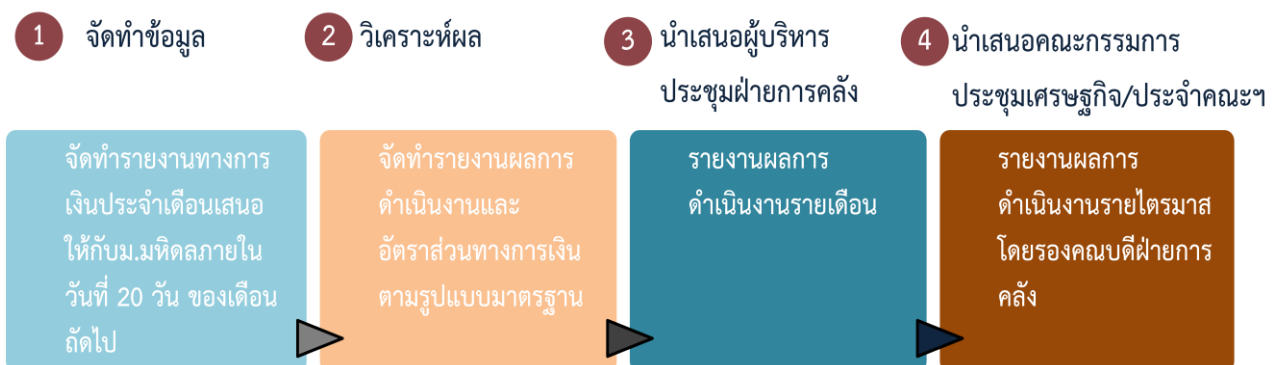 1 จัดทำข้อมูล
2 วิเคราะห์ผล
3 นำเสนอผู้บริหาร
ประชุมฝ่ายการคลัง
4 นำเสนอคณะกรรมการ
ประชุมเศรษฐกิจ/ประจำคณะฯ
จัดทำรายงานทางการ
เงินประจำเดือนเสนอ
ให้กับม.มหิดลภายใน
วันที่ 20 วัน ของเดือน
ถัดไป
จัดทำรายงานผลการ
ดำเนินงานและ
อัตราส่วนทางการเงิน
ตามรูปแบบมาตรฐาน
รายงานผลการ
ดำเนินงานรายเดือน
รายงานผลการ
ดำเนินงานรายไตรมาส
โดยรองคณบดีฝ่ายการ
คลัง